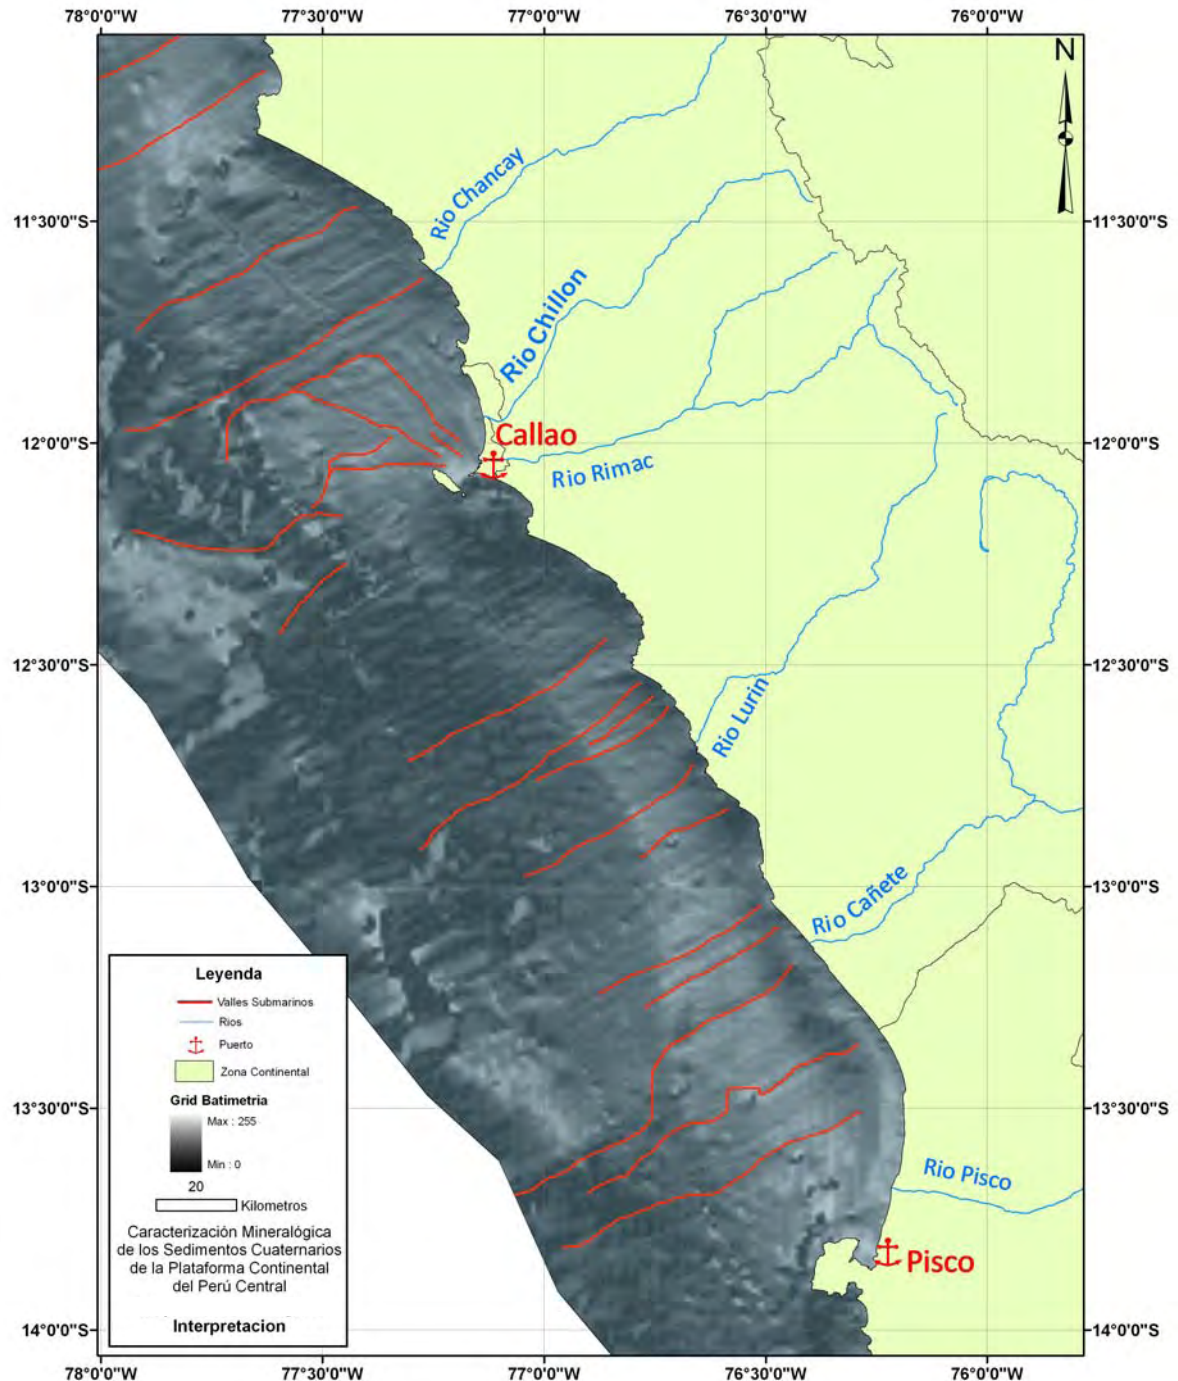 78°0'0"W 77°30'0"W 77°0'0"W 76°30'0"W 76°0'0"W
N
Rio Chancay
11°30'0"S 11°30'0"S
Rio Chillon
Callao
12°0'0"S 12°0'0"S
Rio Rimac
12°30'0"S 12°30'0"S
Rio Lurin
13°0'0"S 13°0'0"S
Rio Cañete
Leyenda
Valles Submarinos
Rios
Puerto
Zona Continental
Grid Batimetria
Max : 255
Min : 0
20
Kilometros
Caracterización Mineralógica
de los Sedimentos Cuaternarios
de la Plataforma Continental
del Perú Central
Interpretacion
13°30'0"S 13°30'0"S
Rio Pisco
Pisco
14°0'0"S 14°0'0"S
78°0'0"W 77°30'0"W 77°0'0"W 76°30'0"W 76°0'0"W